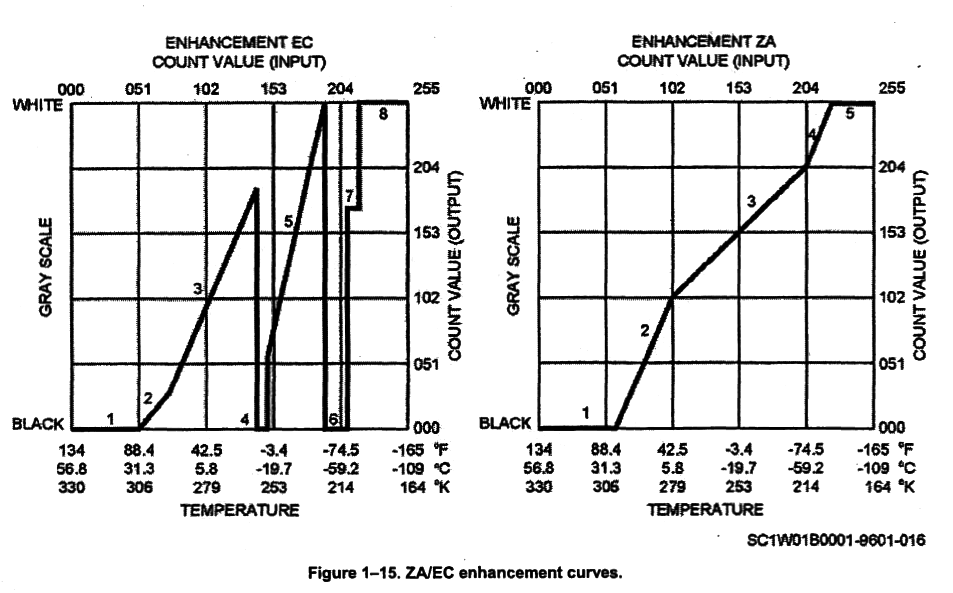 ENHANCEMENT EC
COUNT VALUE (INPUT)
000 051 102 153 204 255
WHITE
8
204
7
5
153
3
102
051
2
1 4 6
BLACK 000
GRAY SCALE
COUNT VALUE (OUTPUT)
134 88.4 42.5 -3.4 -74.5 -165 °F
56.8 31.3 5.8 -19.7 -59.2 -109 °C
330 306 279 253 214 164 °K
TEMPERATURE
ENHANCEMENT ZA
COUNT VALUE (INPUT)
000 051 102 153 204 255
WHITE
5
4
204
3
153
102
2
051
1
BLACK 000
GRAY SCALE
COUNT VALUE (OUTPUT)
134 88.4 42.5 -3.4 -74.5 -165 °F
56.8 31.3 5.8 -19.7 -59.2 -109 °C
330 306 279 253 214 164 °K
TEMPERATURE
SC1W01B0001-9601-016
Figure 1–15. ZA/EC enhancement curves.